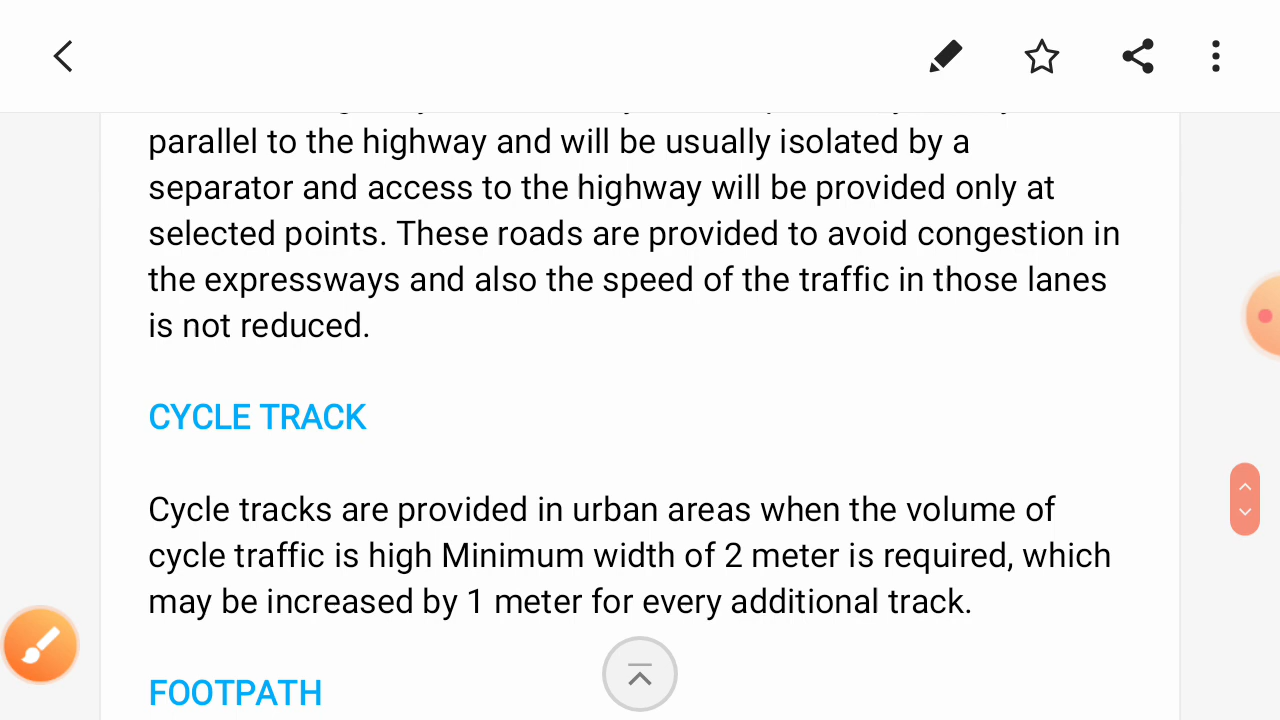 parallel to the highway and will be usually isolated by a
separator and access to the highway will be provided only at
selected points. These roads are provided to avoid congestion in
the expressways and also the speed of the traffic in those lanes
is not reduced.
CYCLE TRACK
Cycle tracks are provided in urban areas when the volume of
cycle traffic is high Minimum width of 2 meter is required, which
may be increased by 1 meter for every additional track.
FOOTPATH